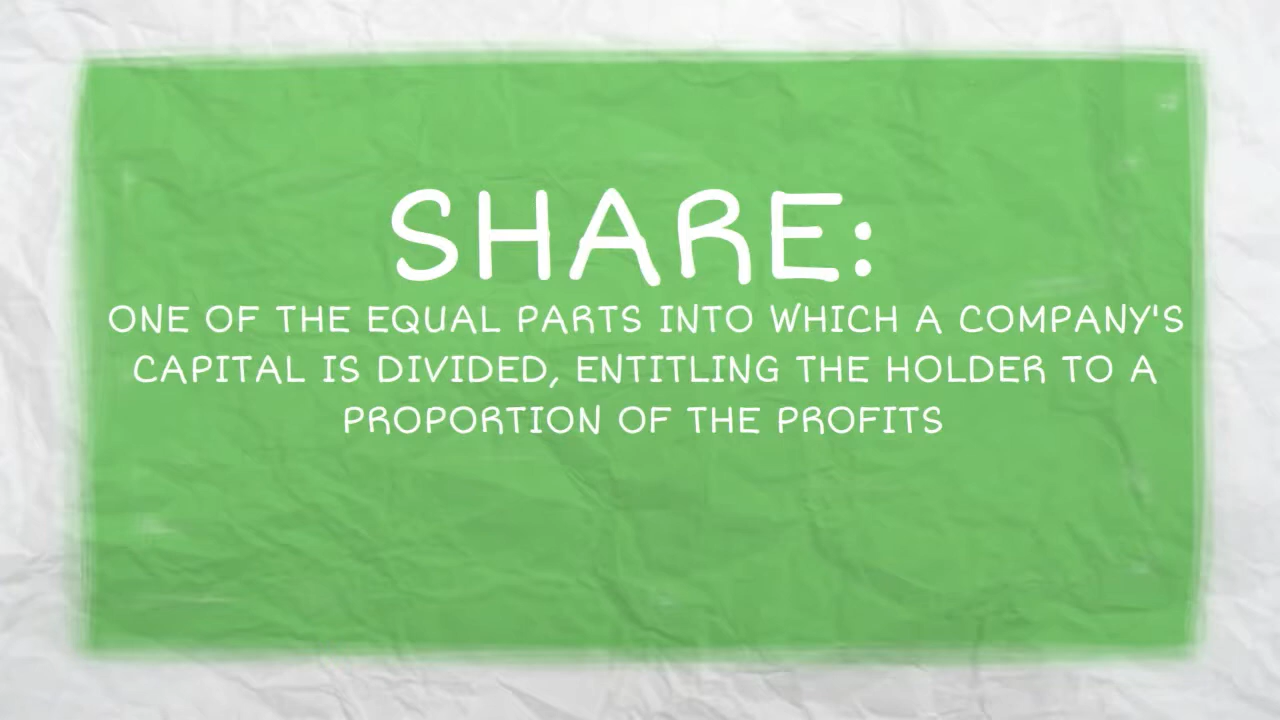 SHARE:
ONE OF THE EQUAL PARTS INTO WHICH A COMPANY'S
CAPITAL IS DIVIDED, ENTITLING THE HOLDER TO A
PROPORTION OF THE PROFITS